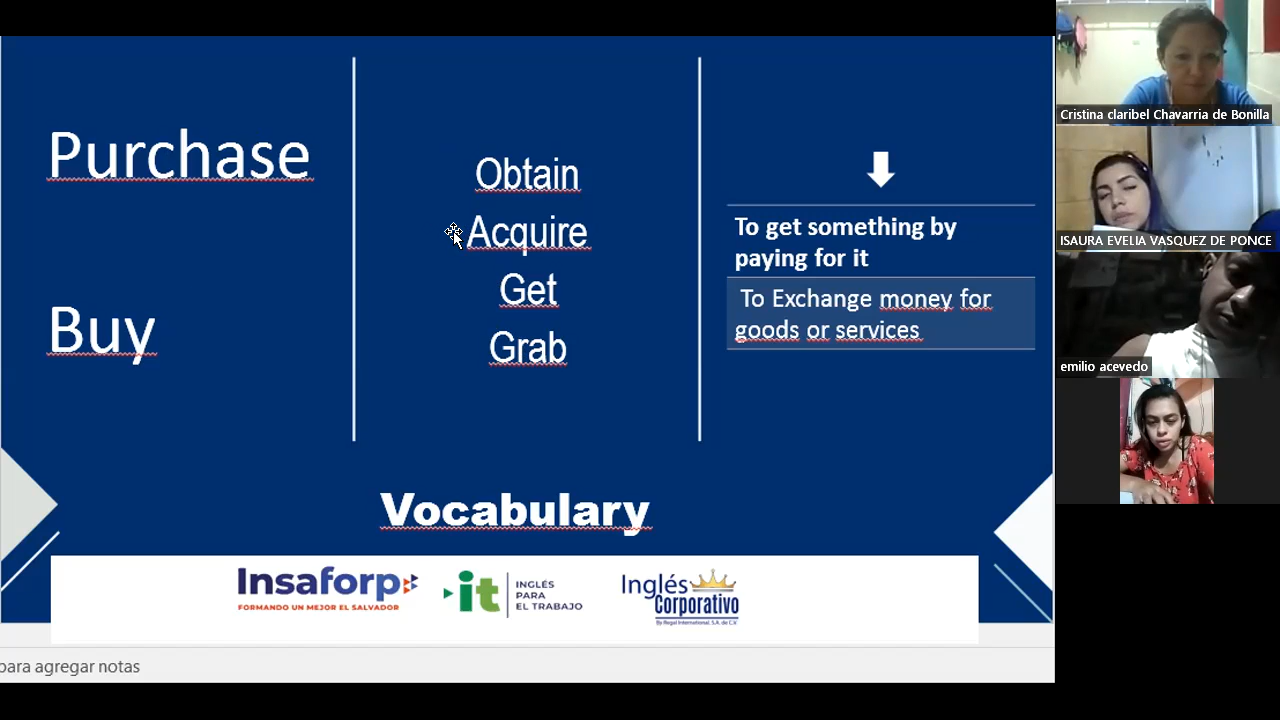 Purchase
Buy
Obtain
Acquire
Get
Grab
To get something by
paying for it
To Exchange money for
goods or services
Vocabulary
Insaforp
FORMANDO UN MEJOR EL SALVADOR
it
INGLÉS
PARA
EL TRABAJO
Inglés
Corporativo
By Regal International, S.A. de C.V.
para agregar notas
Cristina claribel Chavarria de Bonilla
ISAURA EVELIA VASQUEZ DE PONCE
emilio acevedo